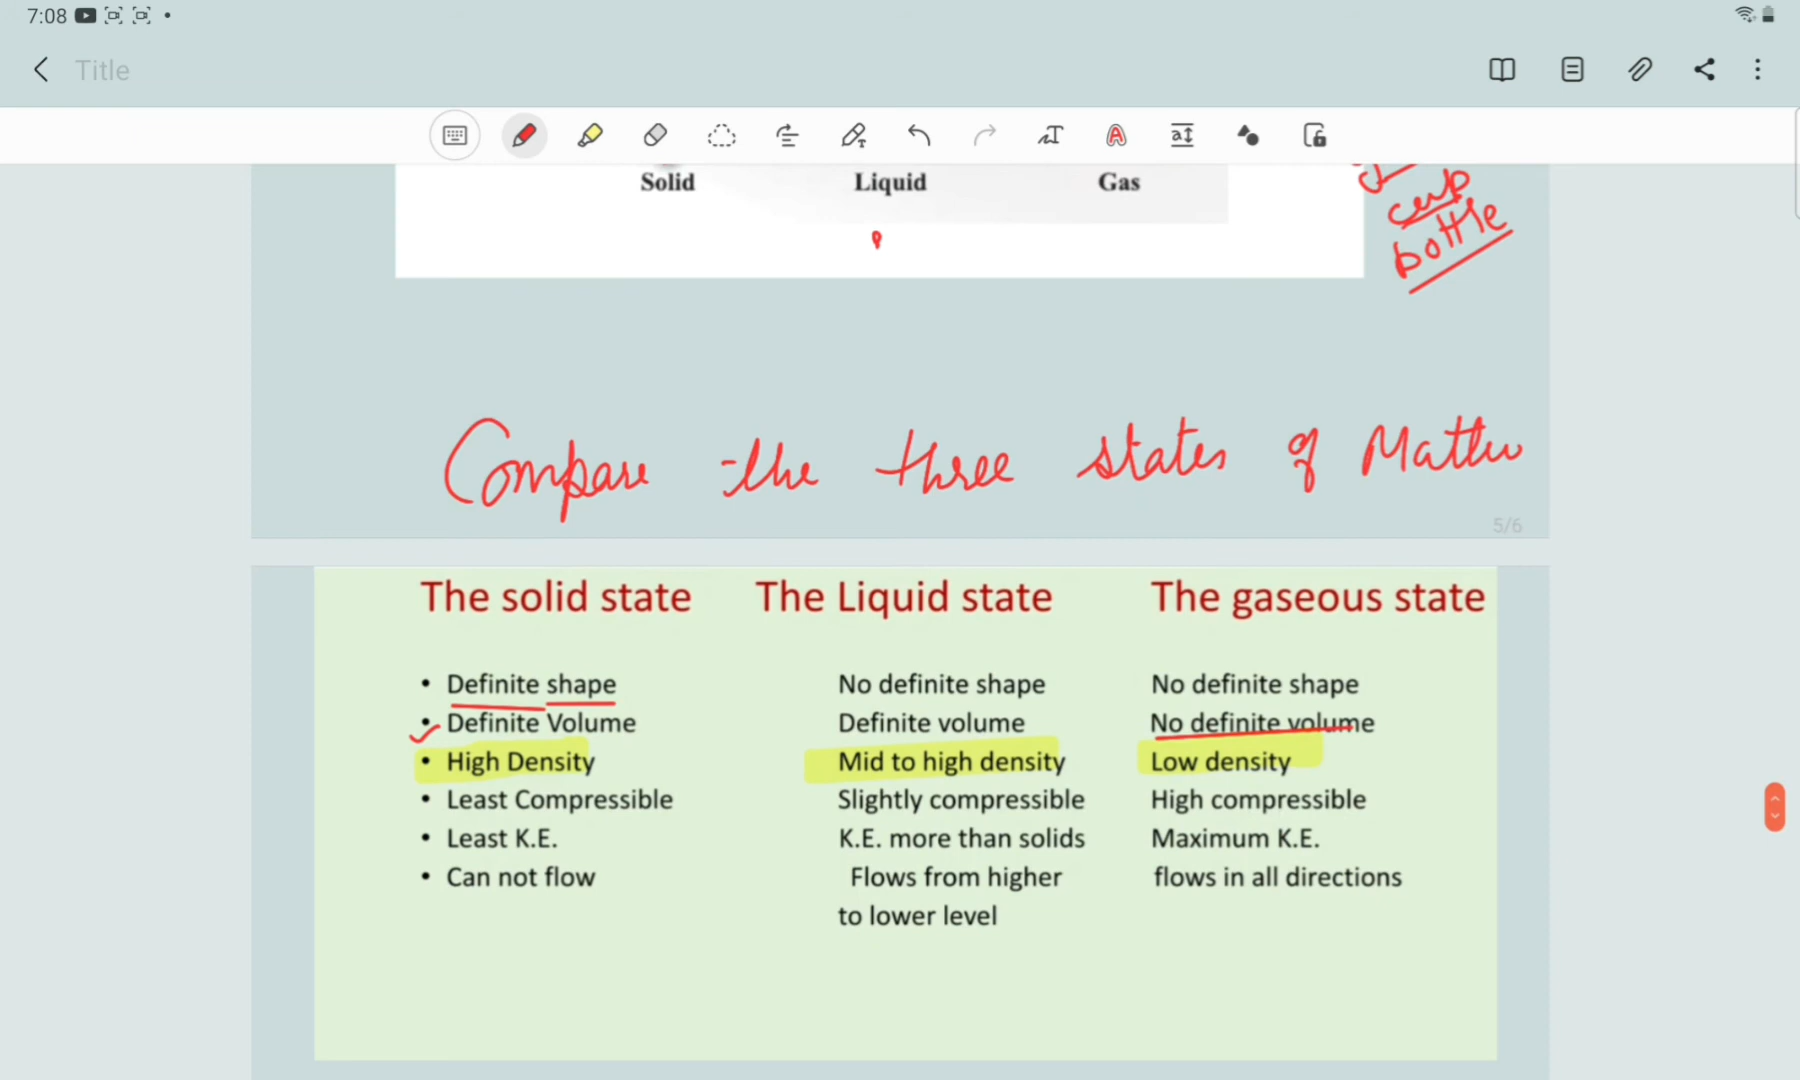 7:08
Title
Solid Liquid Gas
cup
bottle
Compare the three states of Matter
5/6
The solid state The Liquid state The gaseous state
• Definite shape No definite shape No definite shape
• Definite Volume Definite volume No definite volume
• High Density Mid to high density Low density
• Least Compressible Slightly compressible High compressible
• Least K.E. K.E. more than solids Maximum K.E.
• Can not flow Flows from higher flows in all directions
to lower level